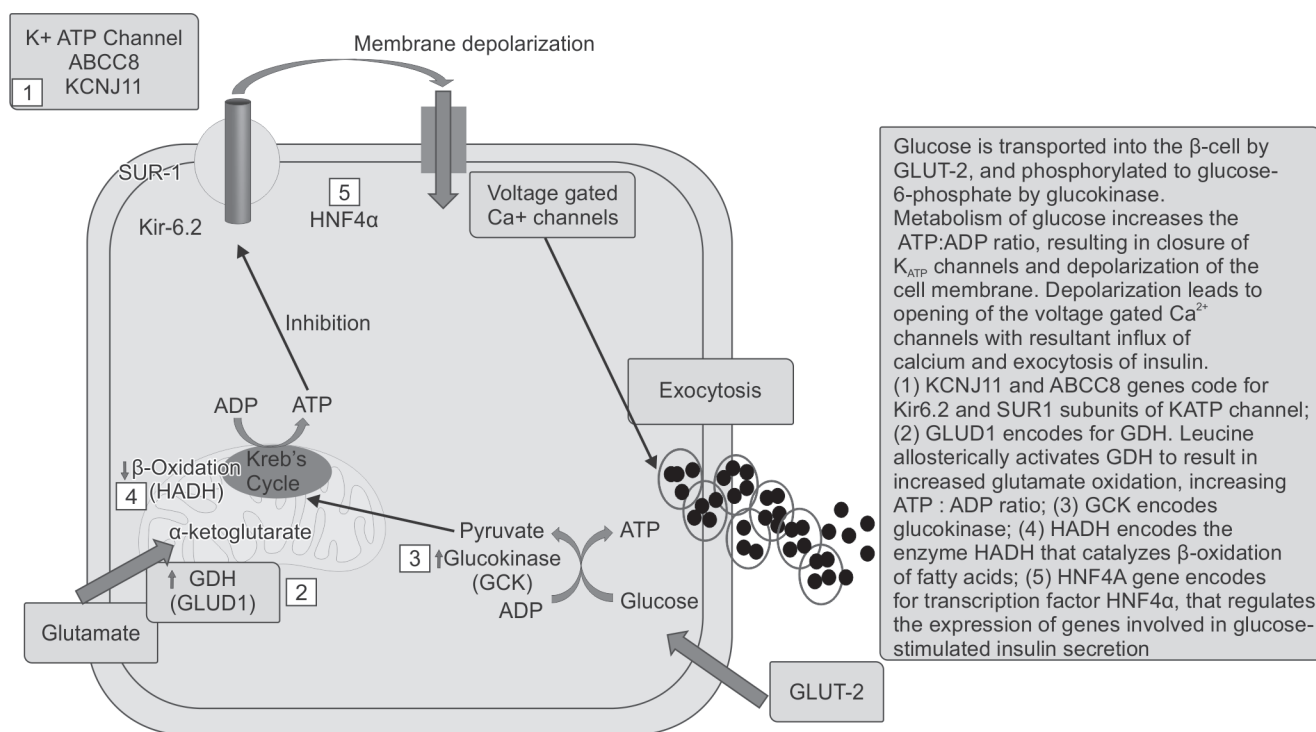 K+ ATP Channel
ABCC8
KCNJ11
1
Membrane depolarization
SUR-1
Kir-6.2
5
HNF4α
Voltage gated
Ca+ channels
Inhibition
Exocytosis
ADP
ATP
Kreb's
Cycle
β-Oxidation
(HADH)
4
α-ketoglutarate
GDH
(GLUD1)
2
Glutamate
Pyruvate
3
Glucokinase
(GCK)
ADP
ATP
Glucose
GLUT-2
Glucose is transported into the β-cell by
GLUT-2, and phosphorylated to glucose-
6-phosphate by glucokinase.
Metabolism of glucose increases the
ATP:ADP ratio, resulting in closure of
K_ATP channels and depolarization of the
cell membrane. Depolarization leads to
opening of the voltage gated Ca²⁺
channels with resultant influx of
calcium and exocytosis of insulin.
(1) KCNJ11 and ABCC8 genes code for
Kir6.2 and SUR1 subunits of KATP channel;
(2) GLUD1 encodes for GDH. Leucine
allosterically activates GDH to result in
increased glutamate oxidation, increasing
ATP : ADP ratio; (3) GCK encodes
glucokinase; (4) HADH encodes the
enzyme HADH that catalyzes β-oxidation
of fatty acids; (5) HNF4A gene encodes
for transcription factor HNF4α, that regulates
the expression of genes involved in glucose-
stimulated insulin secretion